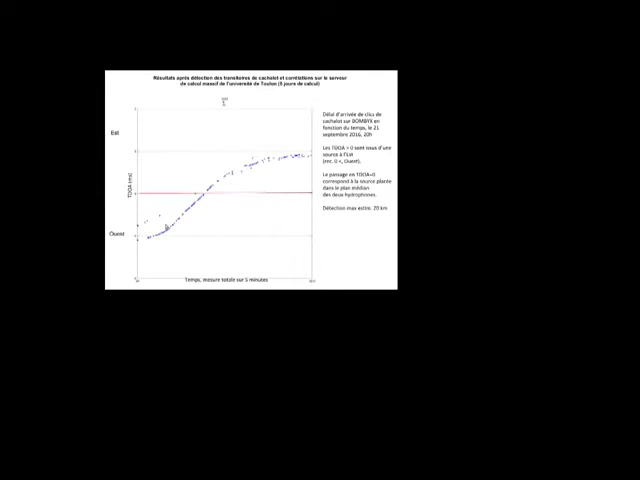 Résultats après détection des transitoires de cachalot et corrélations sur le serveur
de calcul massif de l'université de Toulon (5 jours de calcul)
Est
TDOA (ms)
Ouest
Temps, mesure totale sur 5 minutes
Délai d'arrivée de clics de
cachalot sur BOMBYX en
fonction du temps, le 21
septembre 2016, 20h
Les TDOA > 0 sont issus d'une
source à l'Est
(rec. 0 <, Ouest).
Le passage en TDOA=0
correspond à la source placée
dans le plan médian
des deux hydrophones.
Détection max estim. 20 km